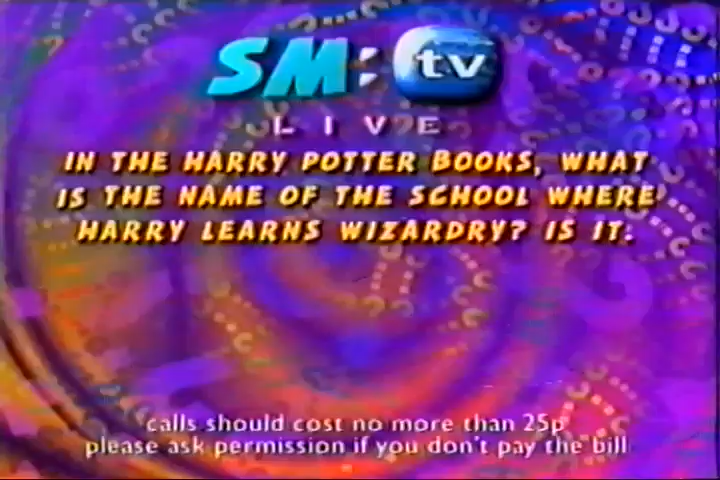 SM:tv
LIVE
IN THE HARRY POTTER BOOKS, WHAT
IS THE NAME OF THE SCHOOL WHERE
HARRY LEARNS WIZARDRY? IS IT:
calls should cost no more than 25p
please ask permission if you don't pay the bill